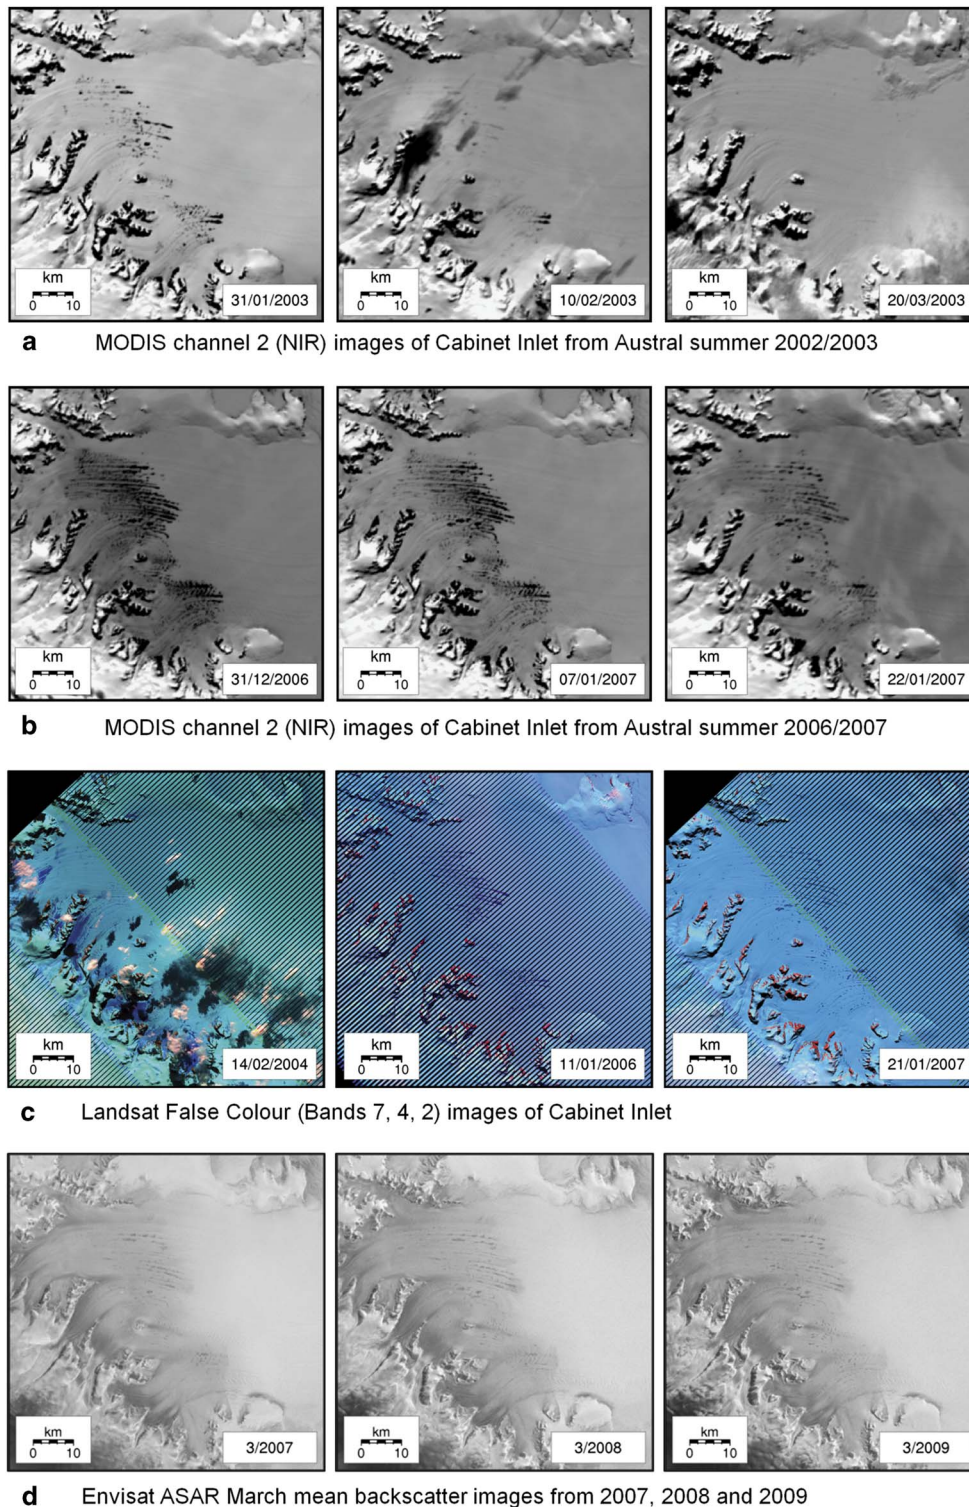 km
0 10
31/01/2003
km
0 10
10/02/2003
km
0 10
20/03/2003
a MODIS channel 2 (NIR) images of Cabinet Inlet from Austral summer 2002/2003
km
0 10
31/12/2006
km
0 10
07/01/2007
km
0 10
22/01/2007
b MODIS channel 2 (NIR) images of Cabinet Inlet from Austral summer 2006/2007
km
0 10
14/02/2004
km
0 10
11/01/2006
km
0 10
21/01/2007
c Landsat False Colour (Bands 7, 4, 2) images of Cabinet Inlet
km
0 10
3/2007
km
0 10
3/2008
km
0 10
3/2009
d Envisat ASAR March mean backscatter images from 2007, 2008 and 2009